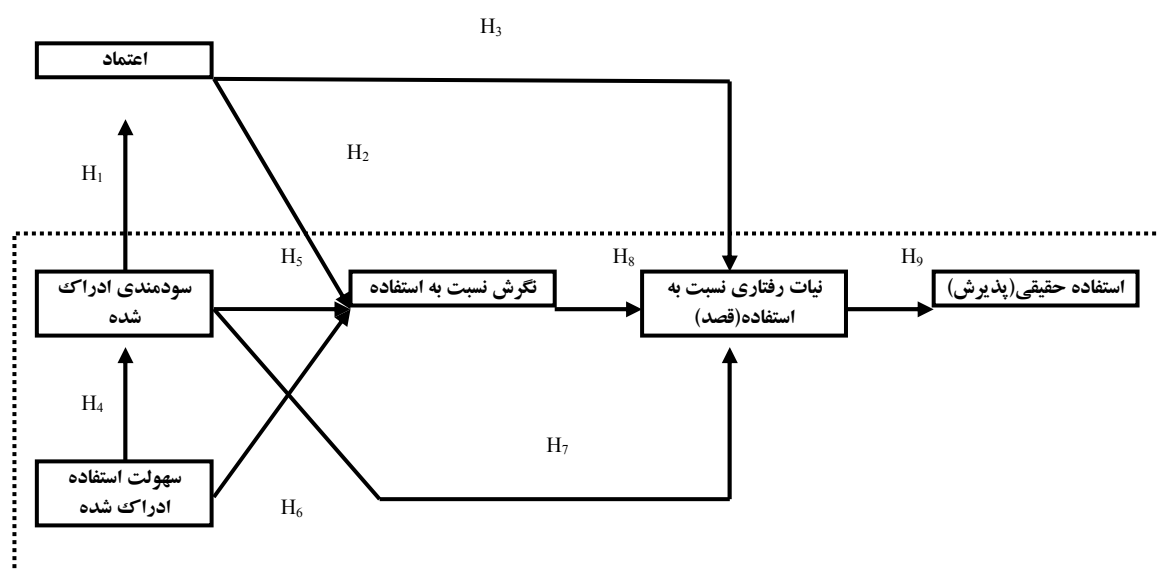 H₃
اعتماد
H₂
H₁
H₅
H₈
H₉
سودمندی ادراک
شده
نگرش نسبت به استفاده
نیات رفتاری نسبت به
استفاده(قصد)
استفاده حقیقی(پذیرش)
H₄
H₇
سهولت استفاده
ادراک شده
H₆